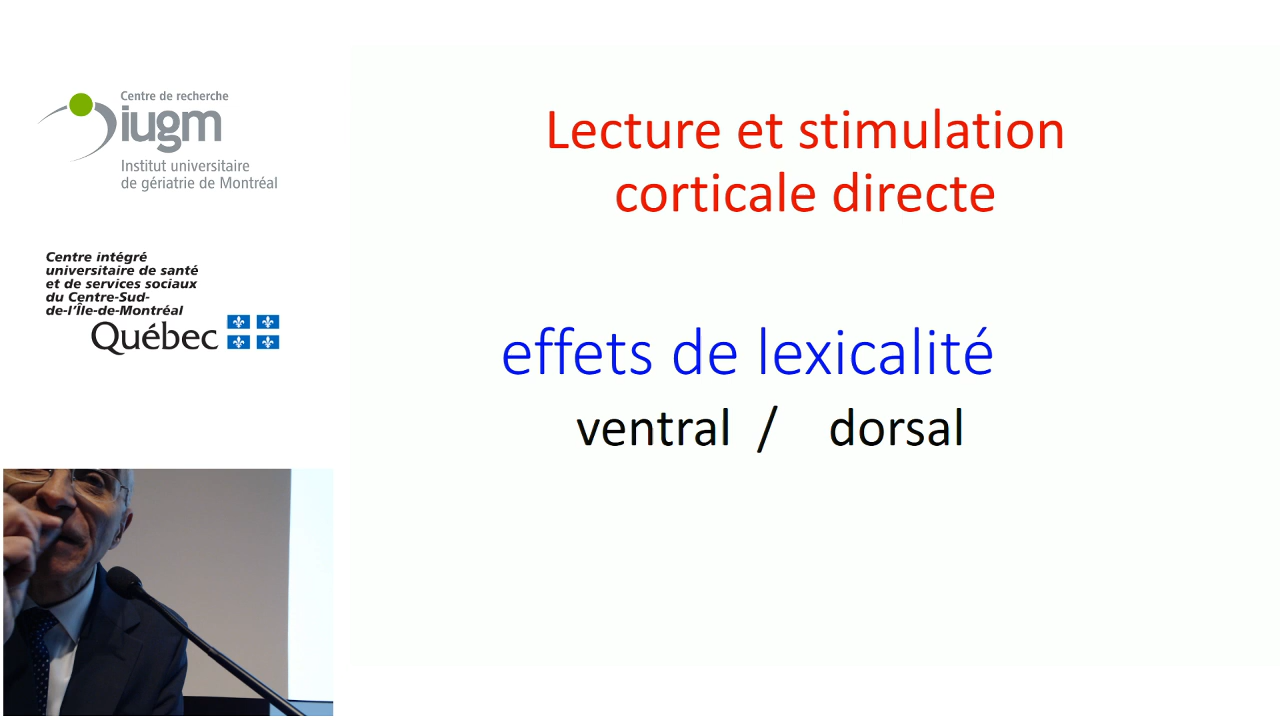 Centre de recherche
iugm
Institut universitaire
de gériatrie de Montréal
Centre intégré
universitaire de santé
et de services sociaux
du Centre-Sud-
de-l'Île-de-Montréal
Québec
Lecture et stimulation
corticale directe
effets de lexicalité
ventral / dorsal